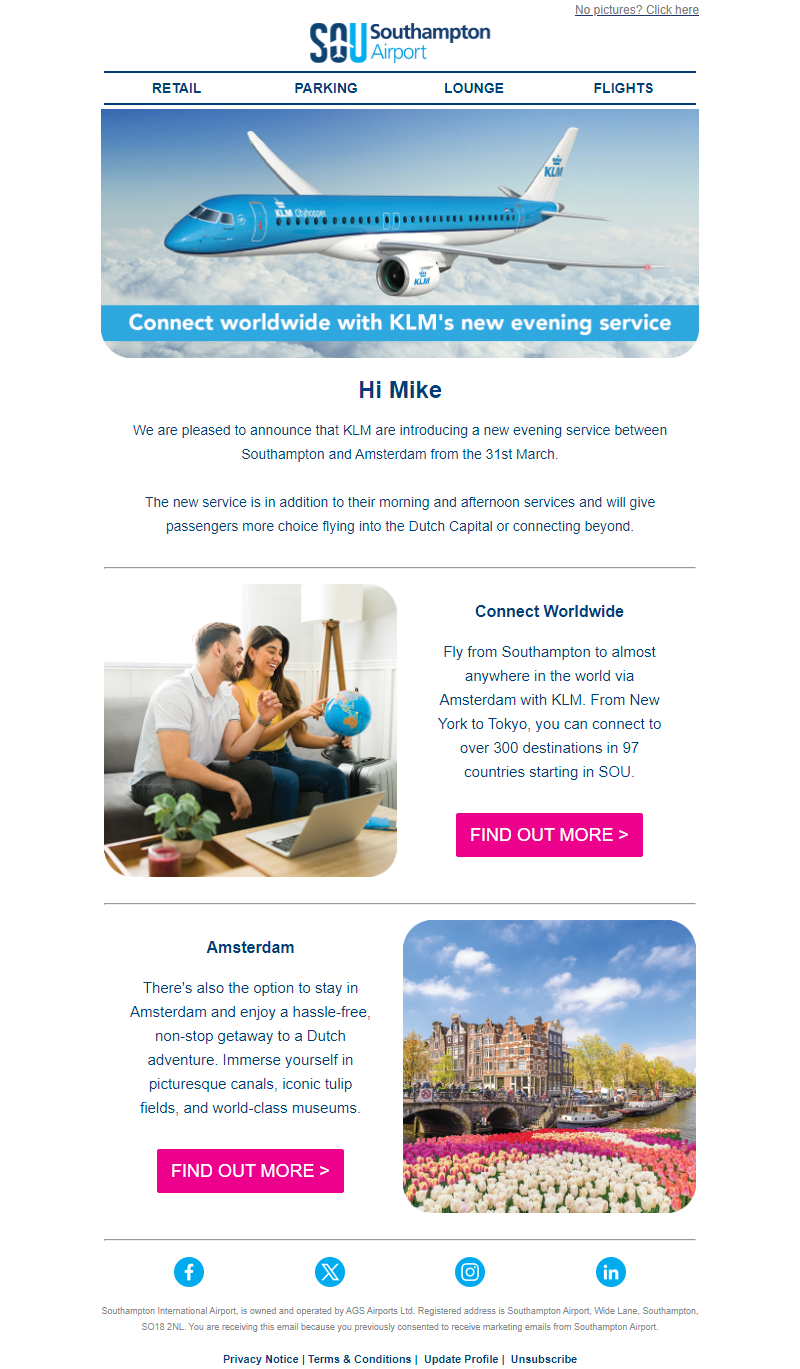 No pictures? Click here
SOU Southampton
Airport
RETAIL PARKING LOUNGE FLIGHTS
KLM
KLM Cityhopper
KLM
Connect worldwide with KLM's new evening service
Hi Mike
We are pleased to announce that KLM are introducing a new evening service between
Southampton and Amsterdam from the 31st March.
The new service is in addition to their morning and afternoon services and will give
passengers more choice flying into the Dutch Capital or connecting beyond.
Connect Worldwide
Fly from Southampton to almost
anywhere in the world via
Amsterdam with KLM. From New
York to Tokyo, you can connect to
over 300 destinations in 97
countries starting in SOU.
FIND OUT MORE >
Amsterdam
There's also the option to stay in
Amsterdam and enjoy a hassle-free,
non-stop getaway to a Dutch
adventure. Immerse yourself in
picturesque canals, iconic tulip
fields, and world-class museums.
FIND OUT MORE >
Southampton International Airport, is owned and operated by AGS Airports Ltd. Registered address is Southampton Airport, Wide Lane, Southampton,
SO18 2NL. You are receiving this email because you previously consented to receive marketing emails from Southampton Airport.
Privacy Notice | Terms & Conditions | Update Profile | Unsubscribe